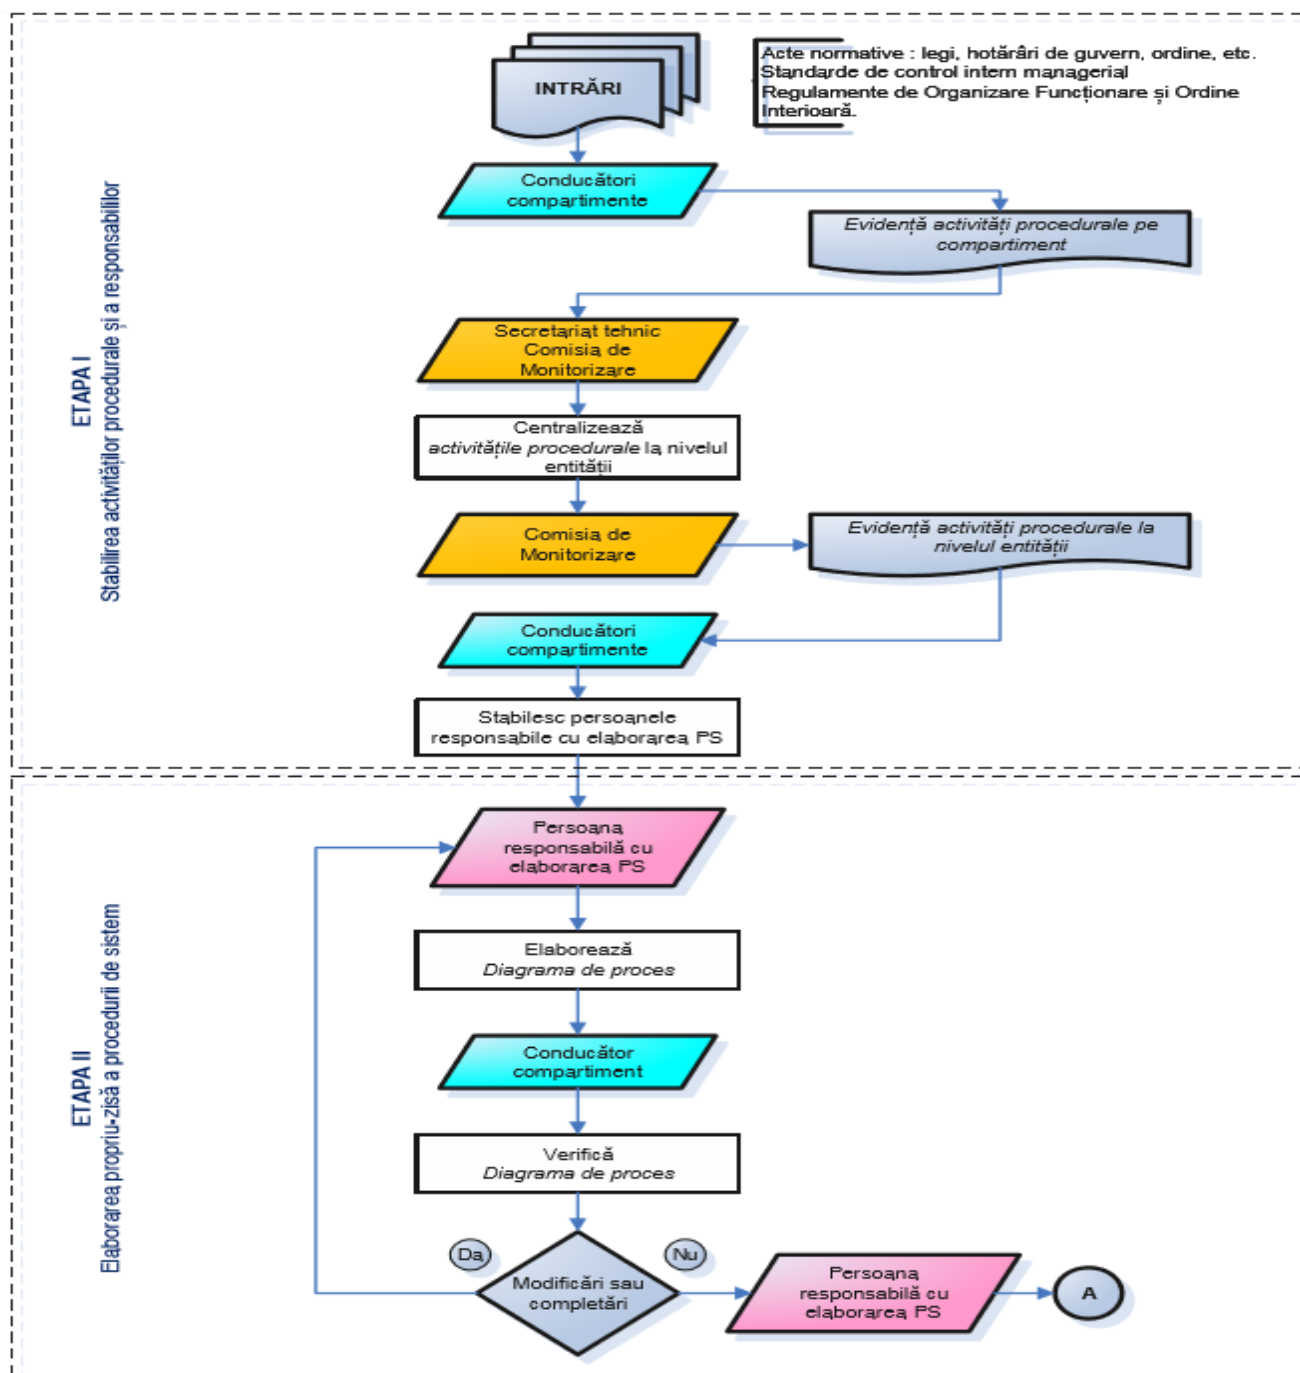 INTRĂRI
Acte normative : legi, hotărâri de guvern, ordine, etc.
Standarde de control intern managerial
Regulamente de Organizare Funcționare și Ordine
Interioară.
Conducători
compartimente
Evidență activități procedurale pe
compartiment
Secretariat tehnic
Comisia de
Monitorizare
Centralizează
activitățile procedurale la nivelul
entității
Comisia de
Monitorizare
Evidență activități procedurale la
nivelul entității
Conducători
compartimente
Stabilesc persoanele
responsabile cu elaborarea PS
ETAPA I
Stabilirea activităților procedurale și a responsabililor
Persoana
responsabilă cu
elaborarea PS
Elaborează
Diagrama de proces
Conducător
compartiment
Verifică
Diagrama de proces
Da
Nu
Modificări sau
completări
Persoana
responsabilă cu
elaborarea PS
A
ETAPA II
Elaborarea propriu-zisă a procedurii de sistem